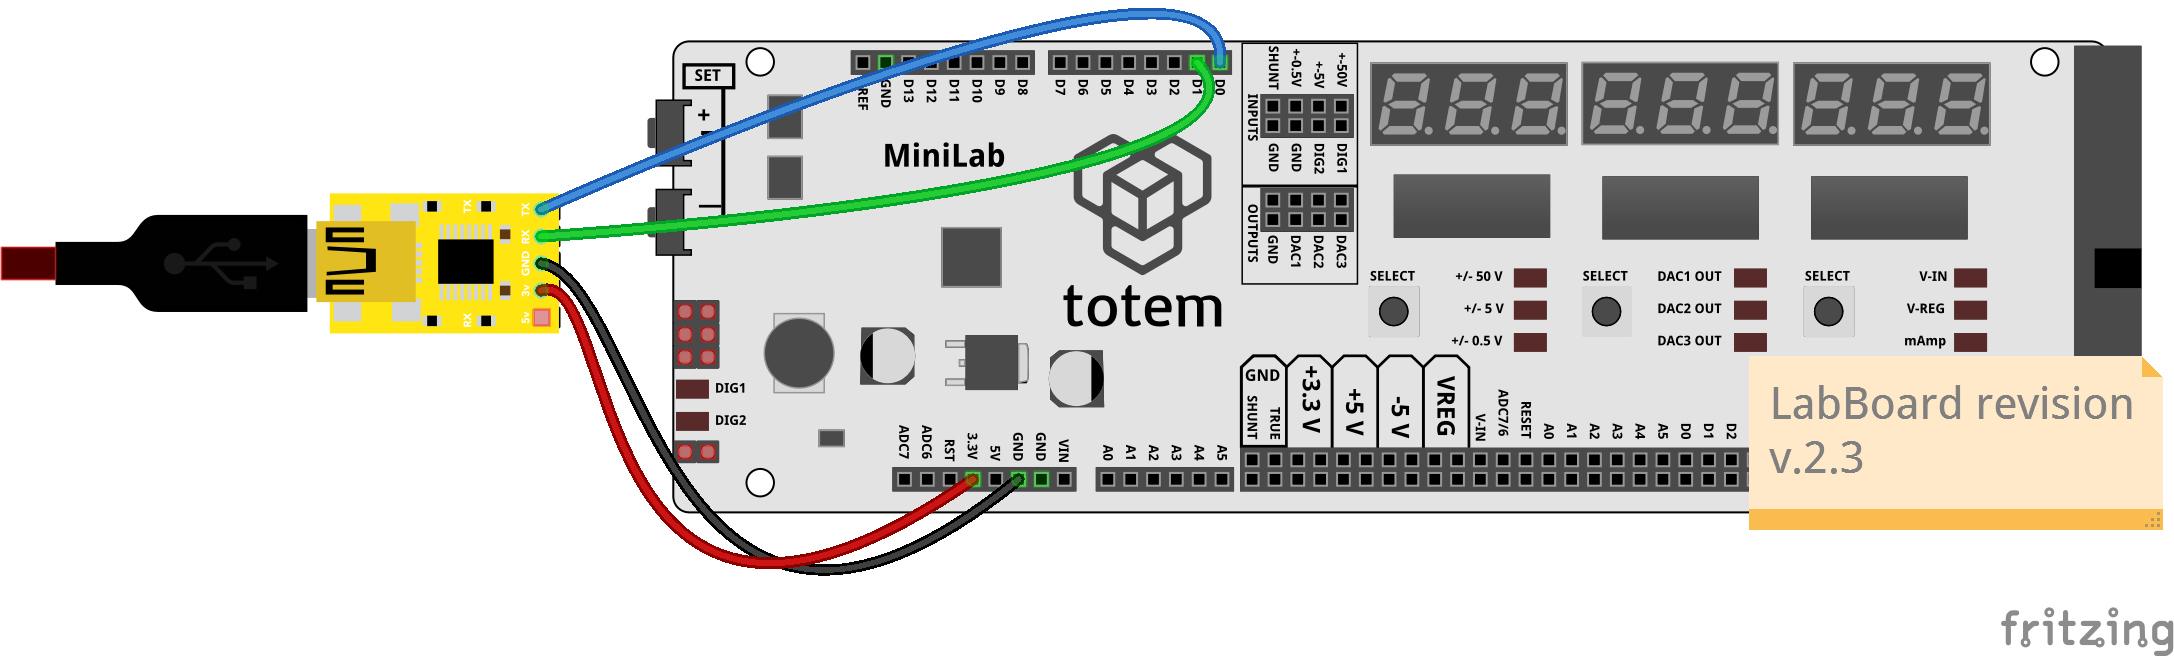 SET
+
REF
GND
D13
D12
D11
D10
D9
D8
D7
D6
D5
D4
D3
D2
D1
D0
MiniLab
totem
SHUNT
+-0.5V
+-5V
+-50V
INPUTS
GND
GND
DIG2
DIG1
OUTPUTS
GND
DAC1
DAC2
DAC3
TX
RX
TX
RX
GND
3v
5v
SELECT
+/- 50 V
+/- 5 V
+/- 0.5 V
SELECT
DAC1 OUT
DAC2 OUT
DAC3 OUT
SELECT
V-IN
V-REG
mAmp
DIG1
DIG2
ADC7
ADC6
RST
3.3V
5V
GND
GND
VIN
A0
A1
A2
A3
A4
A5
GND
SHUNT
TRUE
+3.3 V
+5 V
-5 V
VREG
V-IN
ADC7/6
RESET
A0
A1
A2
A3
A4
A5
D0
D1
D2
LabBoard revision
v.2.3
fritzing